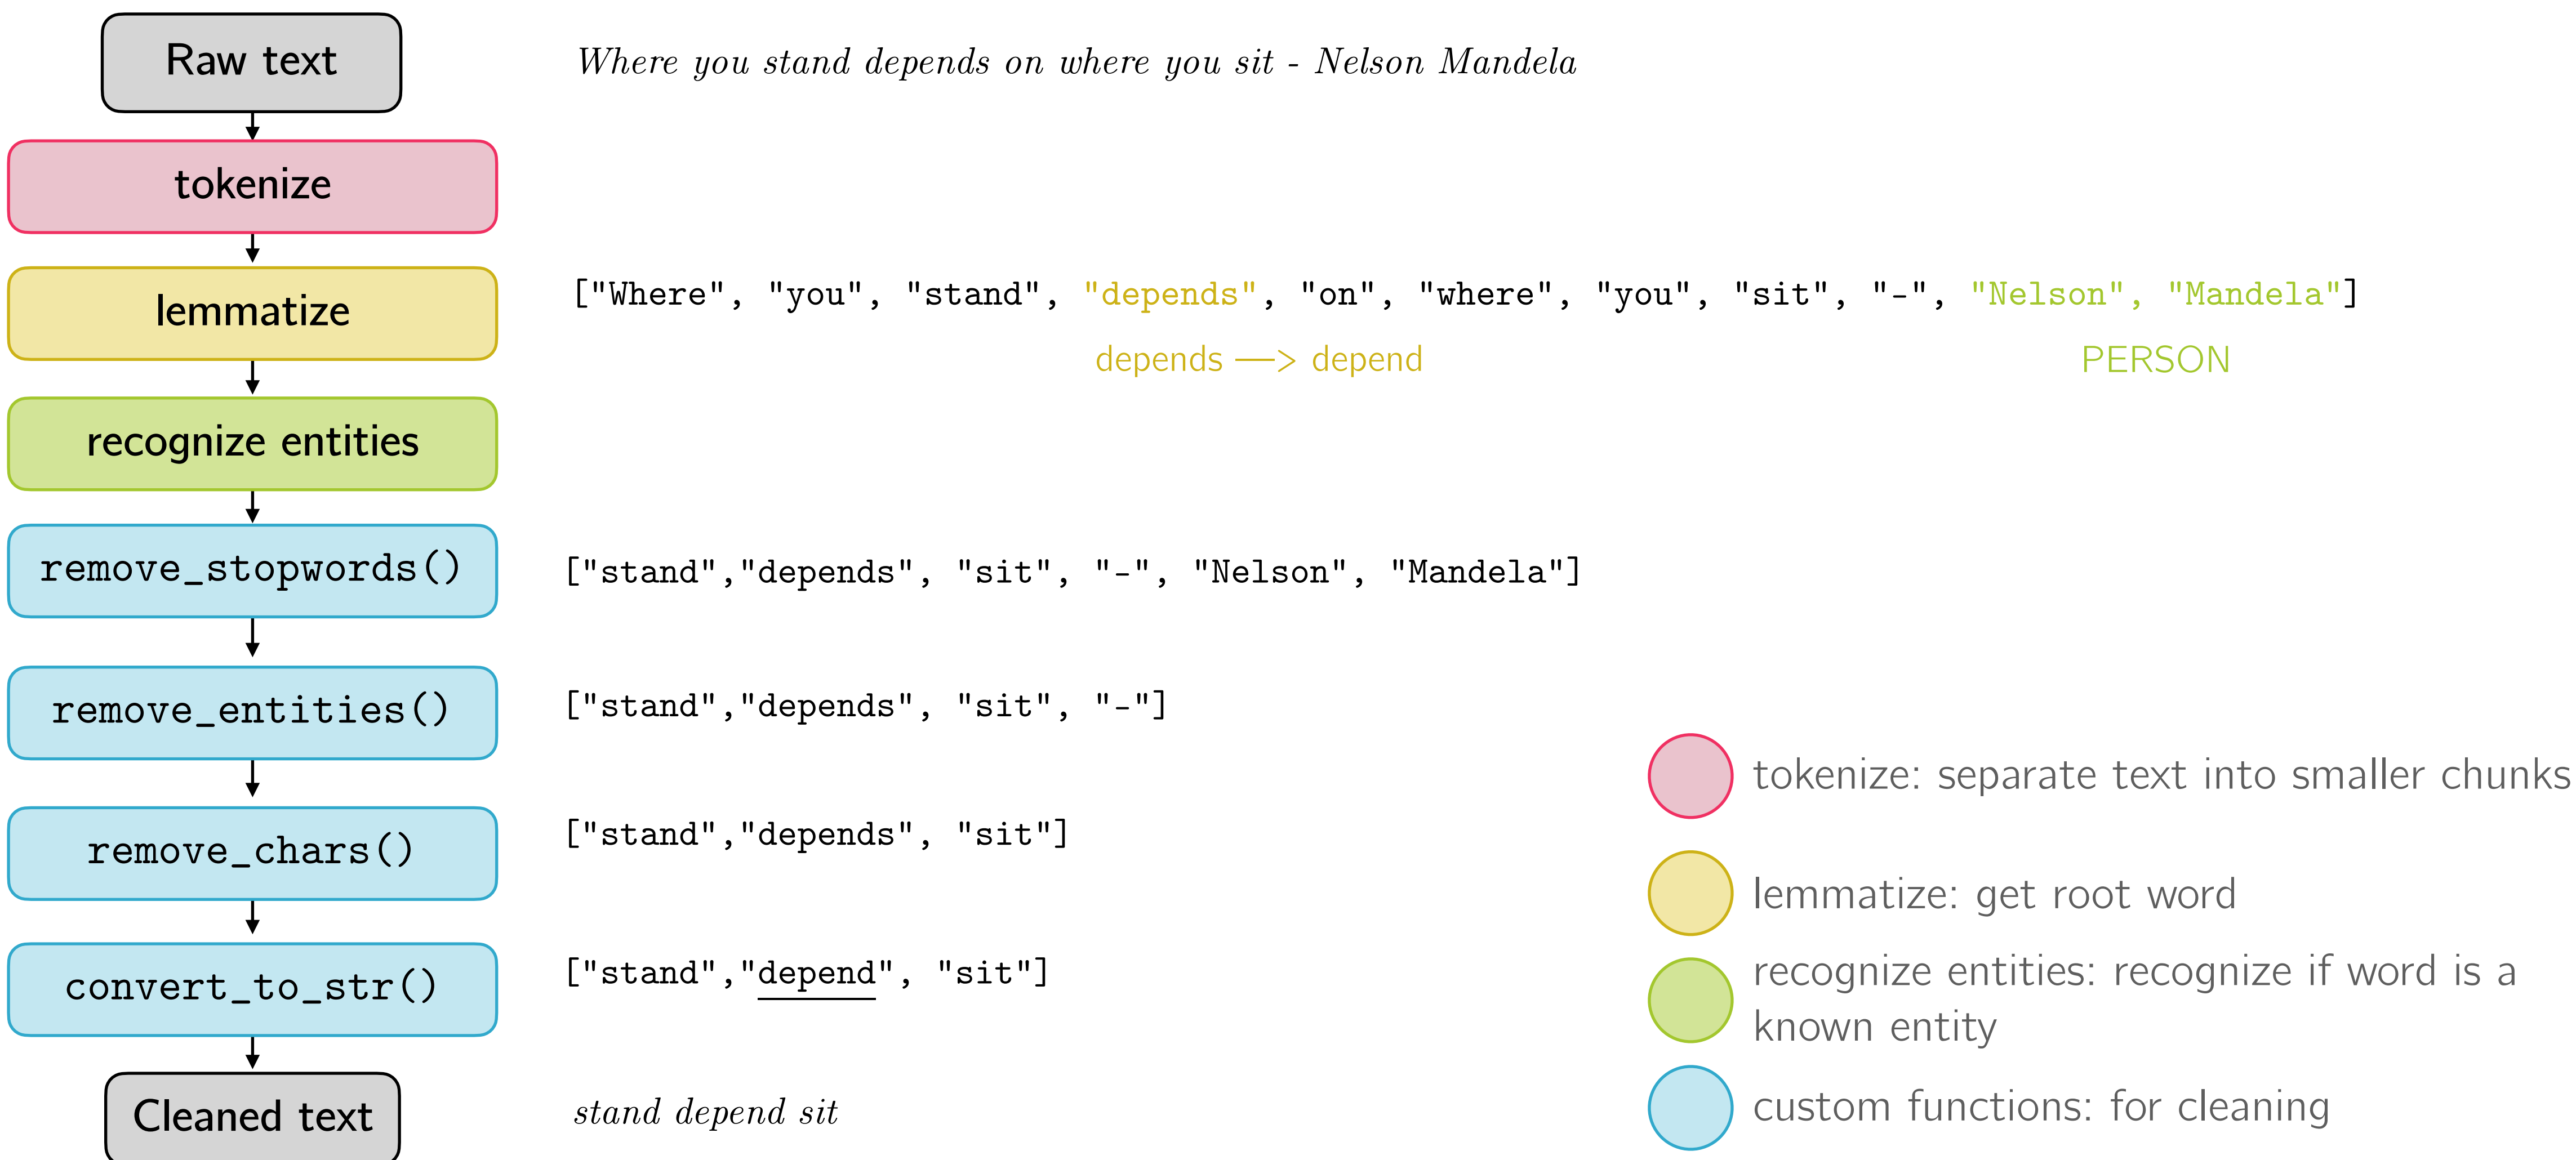 Raw text
Where you stand depends on where you sit - Nelson Mandela
tokenize
lemmatize
["Where", "you", "stand", "depends", "on", "where", "you", "sit", "-", "Nelson", "Mandela"]
depends —> depend
PERSON
recognize entities
remove_stopwords()
["stand","depends", "sit", "-", "Nelson", "Mandela"]
remove_entities()
["stand","depends", "sit", "-"]
remove_chars()
["stand","depends", "sit"]
convert_to_str()
["stand","depend", "sit"]
Cleaned text
stand depend sit
tokenize: separate text into smaller chunks
lemmatize: get root word
recognize entities: recognize if word is a
known entity
custom functions: for cleaning